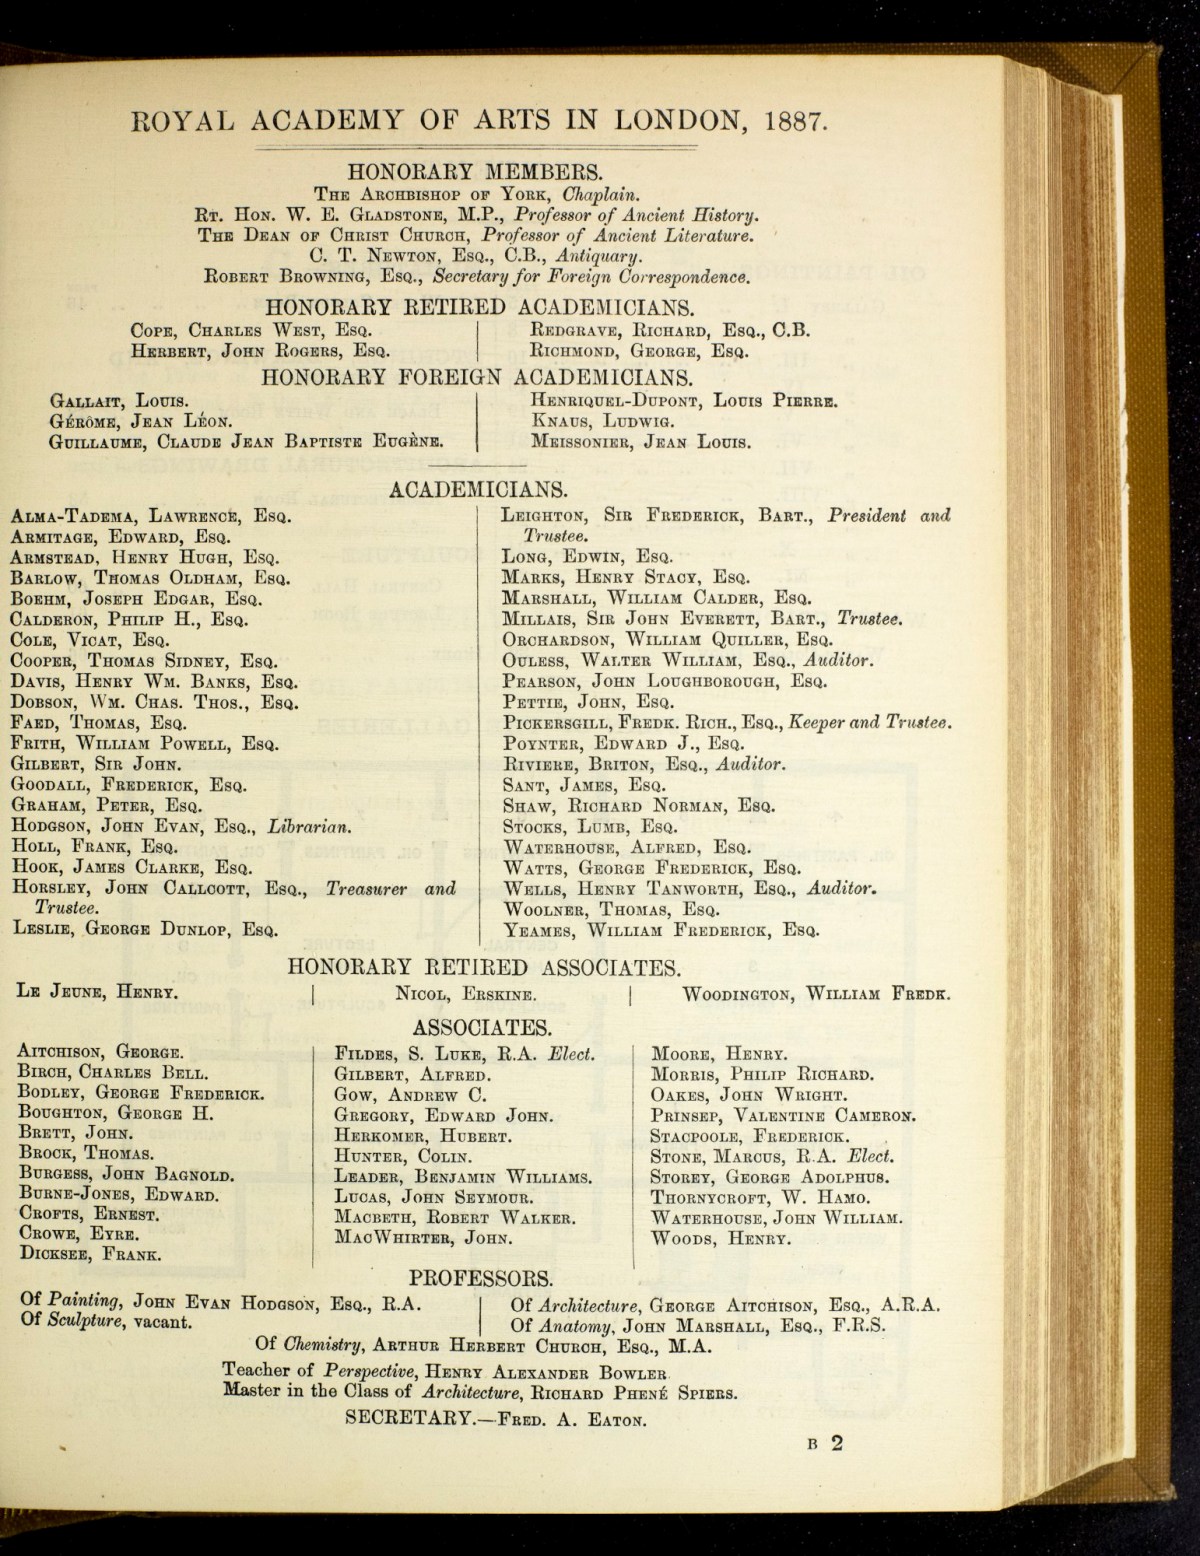 ROYAL ACADEMY OF ARTS IN LONDON, 1887.
HONORARY MEMBERS.
THE ARCHBISHOP OF YORK, Chaplain.
RT. HON. W. E. GLADSTONE, M.P., Professor of Ancient History.
THE DEAN OF CHRIST CHURCH, Professor of Ancient Literature.
C. T. NEWTON, ESQ., C.B., Antiquary.
ROBERT BROWNING, ESQ., Secretary for Foreign Correspondence.
HONORARY RETIRED ACADEMICIANS.
COPE, CHARLES WEST, ESQ.
HERBERT, JOHN ROGERS, ESQ.
REDGRAVE, RICHARD, ESQ., C.B.
RICHMOND, GEORGE, ESQ.
HONORARY FOREIGN ACADEMICIANS.
GALLAIT, LOUIS.
GÉRÔME, JEAN LÉON.
GUILLAUME, CLAUDE JEAN BAPTISTE EUGÈNE.
HENRIQUEL-DUPONT, LOUIS PIERRE.
KNAUS, LUDWIG.
MEISSONIER, JEAN LOUIS.
ACADEMICIANS.
ALMA-TADEMA, LAWRENCE, ESQ.
ARMITAGE, EDWARD, ESQ.
ARMSTEAD, HENRY HUGH, ESQ.
BARLOW, THOMAS OLDHAM, ESQ.
BOEHM, JOSEPH EDGAR, ESQ.
CALDERON, PHILIP H., ESQ.
COLE, VICAT, ESQ.
COOPER, THOMAS SIDNEY, ESQ.
DAVIS, HENRY WM. BANKS, ESQ.
DOBSON, WM. CHAS. THOS., ESQ.
FAED, THOMAS, ESQ.
FRITH, WILLIAM POWELL, ESQ.
GILBERT, SIR JOHN.
GOODALL, FREDERICK, ESQ.
GRAHAM, PETER, ESQ.
HODGSON, JOHN EVAN, ESQ., Librarian.
HOLL, FRANK, ESQ.
HOOK, JAMES CLARKE, ESQ.
HORSLEY, JOHN CALLCOTT, ESQ., Treasurer and
Trustee.
LESLIE, GEORGE DUNLOP, ESQ.
LEIGHTON, SIR FREDERICK, BART., President and
Trustee.
LONG, EDWIN, ESQ.
MARKS, HENRY STACY, ESQ.
MARSHALL, WILLIAM CALDER, ESQ.
MILLAIS, SIR JOHN EVERETT, BART., Trustee.
ORCHARDSON, WILLIAM QUILLER, ESQ.
OULESS, WALTER WILLIAM, ESQ., Auditor.
PEARSON, JOHN LOUGHBOROUGH, ESQ.
PETTIE, JOHN, ESQ.
PICKERSGILL, FREDK. RICH., ESQ., Keeper and Trustee.
POYNTER, EDWARD J., ESQ.
RIVIERE, BRITON, ESQ., Auditor.
SANT, JAMES, ESQ.
SHAW, RICHARD NORMAN, ESQ.
STOCKS, LUMB, ESQ.
WATERHOUSE, ALFRED, ESQ.
WATTS, GEORGE FREDERICK, ESQ.
WELLS, HENRY TANWORTH, ESQ., Auditor.
WOOLNER, THOMAS, ESQ.
YEAMES, WILLIAM FREDERICK, ESQ.
HONORARY RETIRED ASSOCIATES.
LE JEUNE, HENRY.
NICOL, ERSKINE.
WOODINGTON, WILLIAM FREDK.
ASSOCIATES.
AITCHISON, GEORGE.
BIRCH, CHARLES BELL.
BODLEY, GEORGE FREDERICK.
BOUGHTON, GEORGE H.
BRETT, JOHN.
BROCK, THOMAS.
BURGESS, JOHN BAGNOLD.
BURNE-JONES, EDWARD.
CROFTS, ERNEST.
CROWE, EYRE.
DICKSEE, FRANK.
FILDES, S. LUKE, R.A. Elect.
GILBERT, ALFRED.
GOW, ANDREW C.
GREGORY, EDWARD JOHN.
HERKOMER, HUBERT.
HUNTER, COLIN.
LEADER, BENJAMIN WILLIAMS.
LUCAS, JOHN SEYMOUR.
MACBETH, ROBERT WALKER.
MACWHIRTER, JOHN.
MOORE, HENRY.
MORRIS, PHILIP RICHARD.
OAKES, JOHN WRIGHT.
PRINSEP, VALENTINE CAMERON.
STACPOOLE, FREDERICK.
STONE, MARCUS, R.A. Elect.
STOREY, GEORGE ADOLPHUS.
THORNYCROFT, W. HAMO.
WATERHOUSE, JOHN WILLIAM.
WOODS, HENRY.
PROFESSORS.
Of Painting, JOHN EVAN HODGSON, ESQ., R.A.
Of Sculpture, vacant.
Of Architecture, GEORGE AITCHISON, ESQ., A.R.A.
Of Anatomy, JOHN MARSHALL, ESQ., F.R.S.
Of Chemistry, ARTHUR HERBERT CHURCH, ESQ., M.A.
Teacher of Perspective, HENRY ALEXANDER BOWLER
Master in the Class of Architecture, RICHARD PHENÉ SPIERS.
SECRETARY.—FRED. A. EATON.
B 2